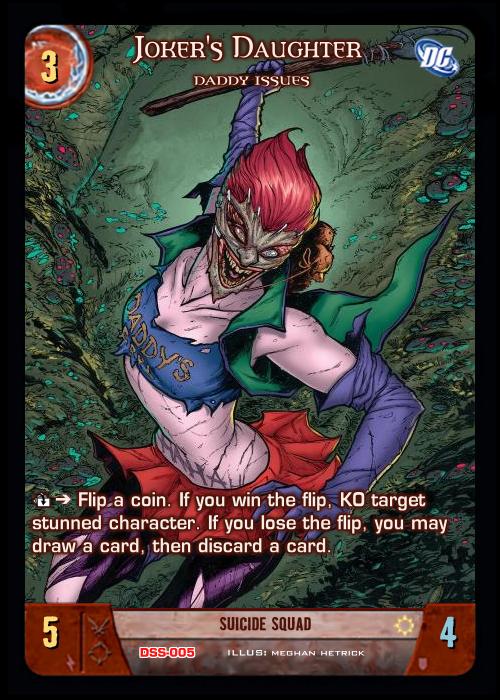 Joker's Daughter
Daddy Issues
DC
3
DADDY'S
➔ Flip a coin. If you win the flip, KO target
stunned character. If you lose the flip, you may
draw a card, then discard a card.
5
SUICIDE SQUAD
4
DSS-005
ILLUS: MEGHAN HETRICK